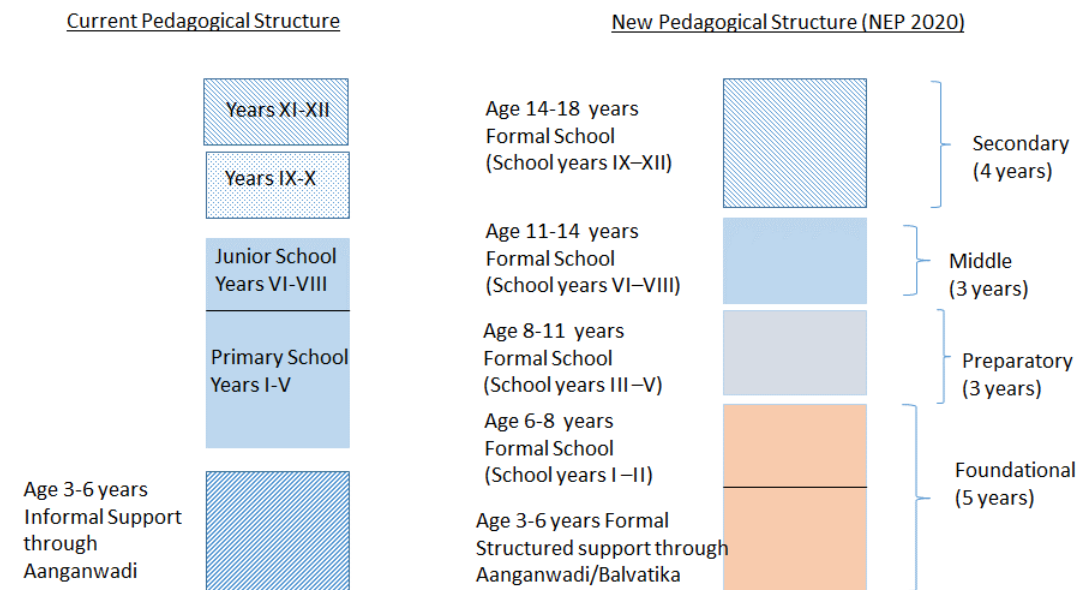 Current Pedagogical Structure
Years XI-XII
Years IX-X
Junior School
Years VI-VIII
Primary School
Years I-V
Age 3-6 years
Informal Support
through
Aanganwadi
New Pedagogical Structure (NEP 2020)
Age 14-18 years
Formal School
(School years IX–XII)
Secondary
(4 years)
Age 11-14 years
Formal School
(School years VI–VIII)
Middle
(3 years)
Age 8-11 years
Formal School
(School years III–V)
Preparatory
(3 years)
Age 6-8 years
Formal School
(School years I –II)
Age 3-6 years Formal
Structured support through
Aanganwadi/Balvatika
Foundational
(5 years)